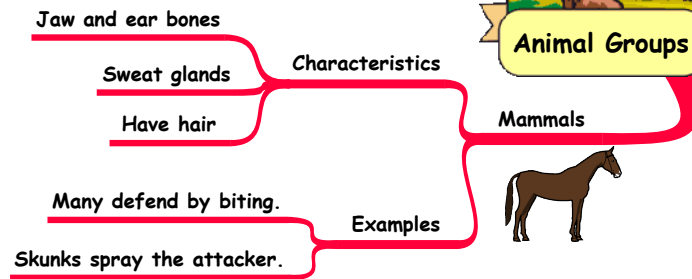 Animal Groups
Mammals
Characteristics
Jaw and ear bones
Sweat glands
Have hair
Examples
Many defend by biting.
Skunks spray the attacker.